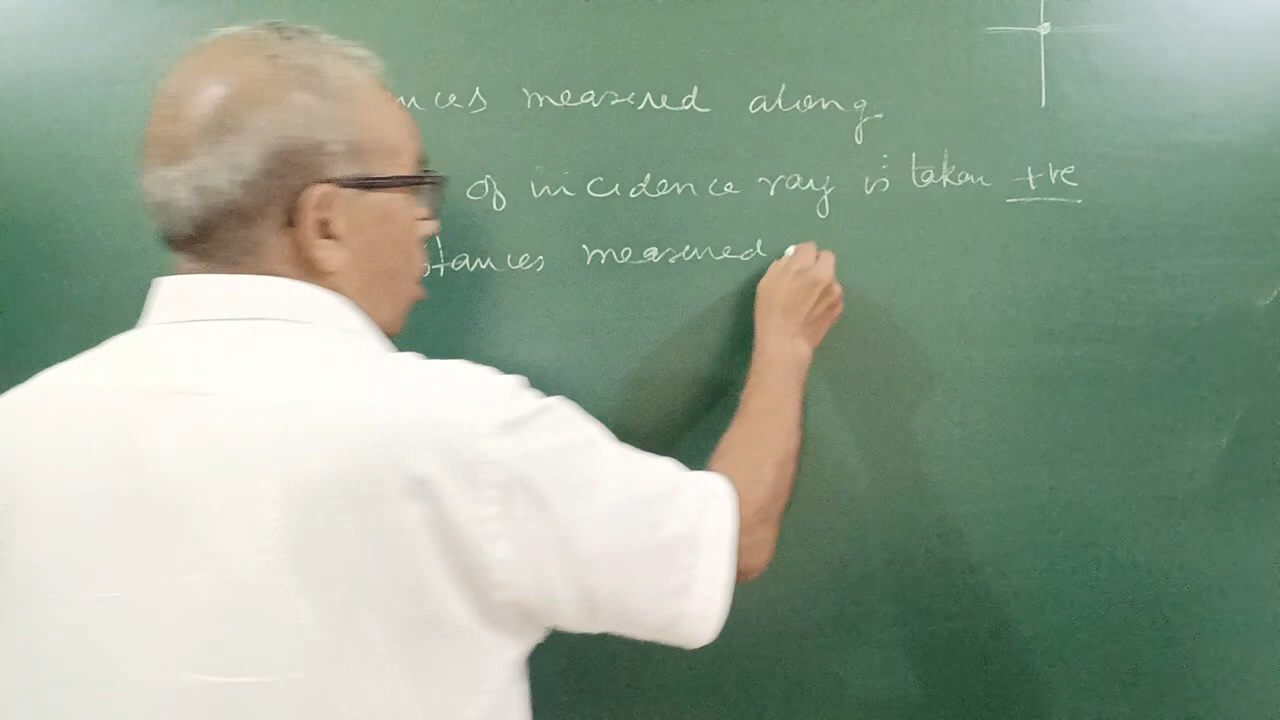 measured along
of incidence ray is taken +ve
measured